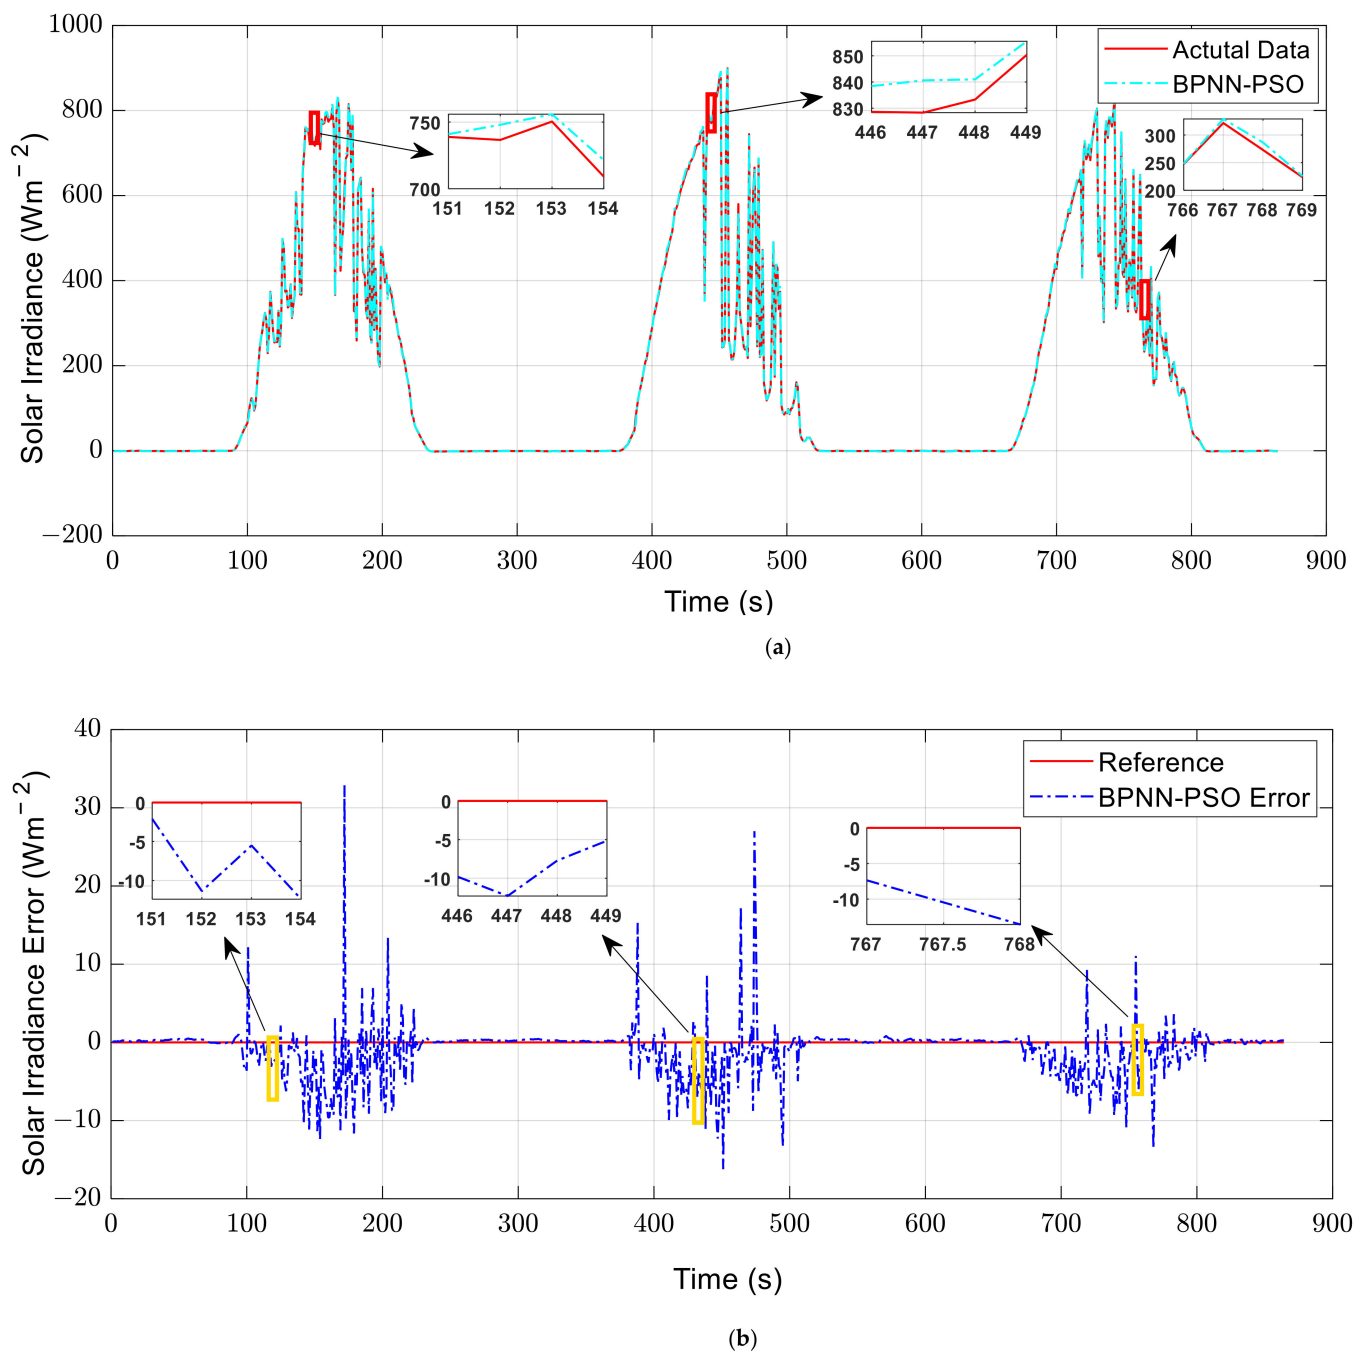 1000
800
600
400
200
0
−200
Solar Irradiance (Wm⁻²)
0 100 200 300 400 500 600 700 800 900
Time (s)
Actutal Data
BPNN-PSO
750
700
151 152 153 154
850
840
830
446 447 448 449
300
250
200
766 767 768 769
(a)
40
30
20
10
0
−10
−20
Solar Irradiance Error (Wm⁻²)
0 100 200 300 400 500 600 700 800 900
Time (s)
Reference
BPNN-PSO Error
0
-5
-10
151 152 153 154
0
-5
-10
446 447 448 449
0
-5
-10
767 767.5 768
(b)